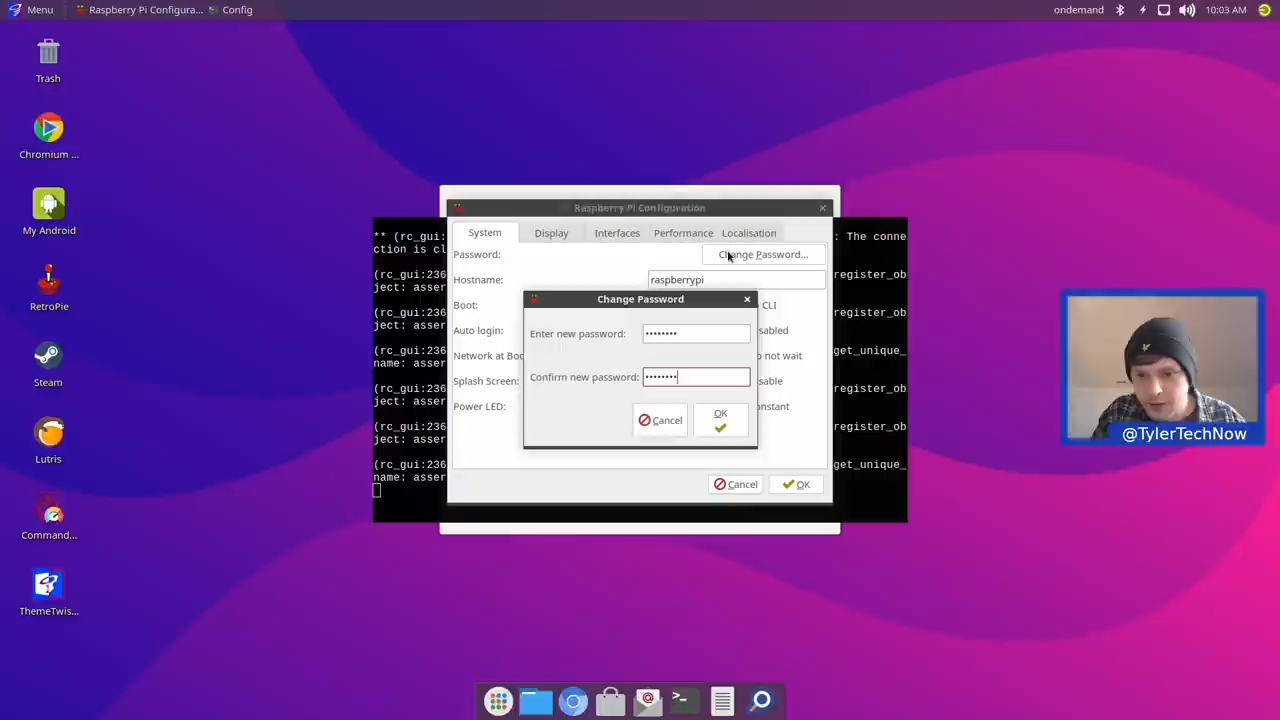 Menu
Raspberry Pi Configura...
Config
ondemand
10:03 AM
Trash
Chromium ...
My Android
RetroPie
Steam
Lutris
Command...
ThemeTwis...
Raspberry Pi Configuration
System
Display
Interfaces
Performance
Localisation
Password:
Change Password...
Hostname:
raspberrypi
Boot:
CLI
Auto login:
sabled
Network at Boo
o not wait
Splash Screen:
sable
Power LED:
onstant
Cancel
OK
Change Password
Enter new password:
••••••••
Confirm new password:
••••••••
Cancel
OK
** (rc_gui:236
: The conne
ction is cl
(rc_gui:236
register_ob
ject: asser
(rc_gui:236
register_ob
ject: asser
(rc_gui:236
get_unique_
name: asser
(rc_gui:236
register_ob
ject: asser
(rc_gui:236
register_ob
ject: asser
(rc_gui:236
get_unique_
name: asser
@TylerTechNow